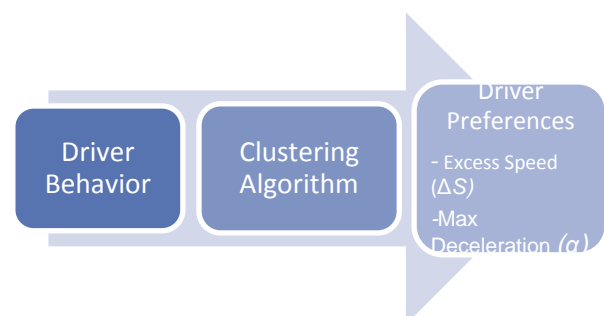 Driver
Behavior
Clustering
Algorithm
Driver
Preferences
- Excess Speed
(ΔS)
-Max
Deceleration (α)